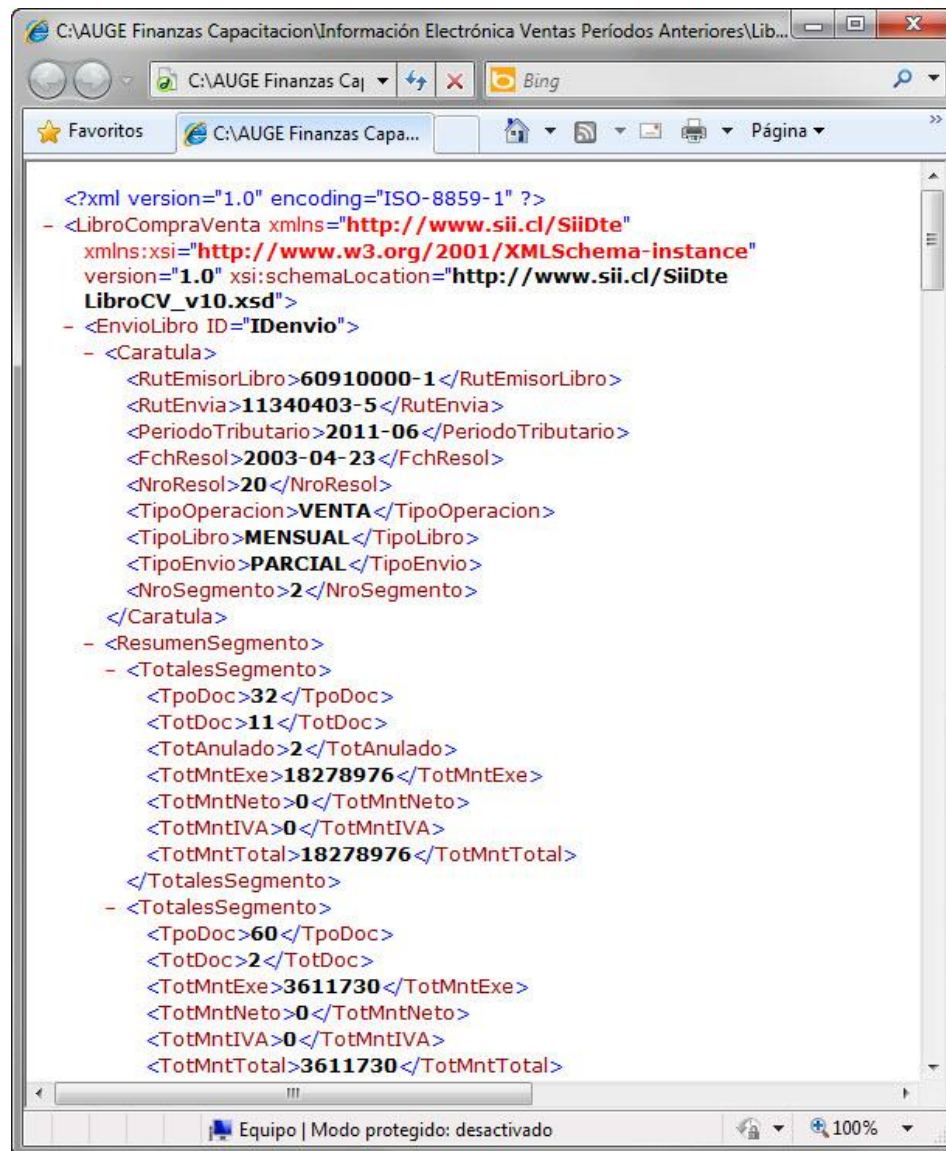 C:\AUGE Finanzas Capacitacion\Información Electrónica Ventas Períodos Anteriores\Lib...
C:\AUGE Finanzas Cap
Bing
Favoritos
C:\AUGE Finanzas Capa...
Página
»
<?xml version="1.0" encoding="ISO-8859-1" ?>
- <LibroCompraVenta xmlns="http://www.sii.cl/SiiDte"
xmlns:xsi="http://www.w3.org/2001/XMLSchema-instance"
version="1.0" xsi:schemaLocation="http://www.sii.cl/SiiDte
LibroCV_v10.xsd">
- <EnvioLibro ID="IDenvio">
- <Caratula>
<RutEmisorLibro>60910000-1</RutEmisorLibro>
<RutEnvia>11340403-5</RutEnvia>
<PeriodoTributario>2011-06</PeriodoTributario>
<FchResol>2003-04-23</FchResol>
<NroResol>20</NroResol>
<TipoOperacion>VENTA</TipoOperacion>
<TipoLibro>MENSUAL</TipoLibro>
<TipoEnvio>PARCIAL</TipoEnvio>
<NroSegmento>2</NroSegmento>
</Caratula>
- <ResumenSegmento>
- <TotalesSegmento>
<TpoDoc>32</TpoDoc>
<TotDoc>11</TotDoc>
<TotAnulado>2</TotAnulado>
<TotMntExe>18278976</TotMntExe>
<TotMntNeto>0</TotMntNeto>
<TotMntIVA>0</TotMntIVA>
<TotMntTotal>18278976</TotMntTotal>
</TotalesSegmento>
- <TotalesSegmento>
<TpoDoc>60</TpoDoc>
<TotDoc>2</TotDoc>
<TotMntExe>3611730</TotMntExe>
<TotMntNeto>0</TotMntNeto>
<TotMntIVA>0</TotMntIVA>
<TotMntTotal>3611730</TotMntTotal>
Equipo | Modo protegido: desactivado
100%